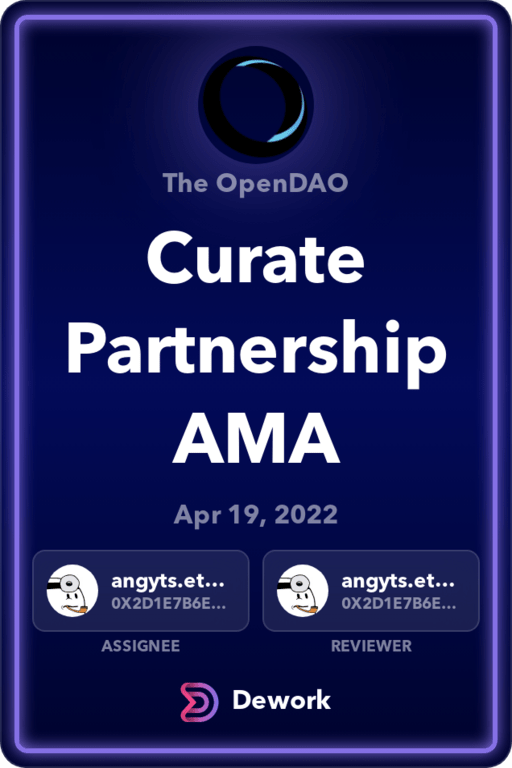 The OpenDAO
Curate
Partnership
AMA
Apr 19, 2022
angyts.et...
0X2D1E7B6E...
ASSIGNEE
angyts.et...
0X2D1E7B6E...
REVIEWER
Dework